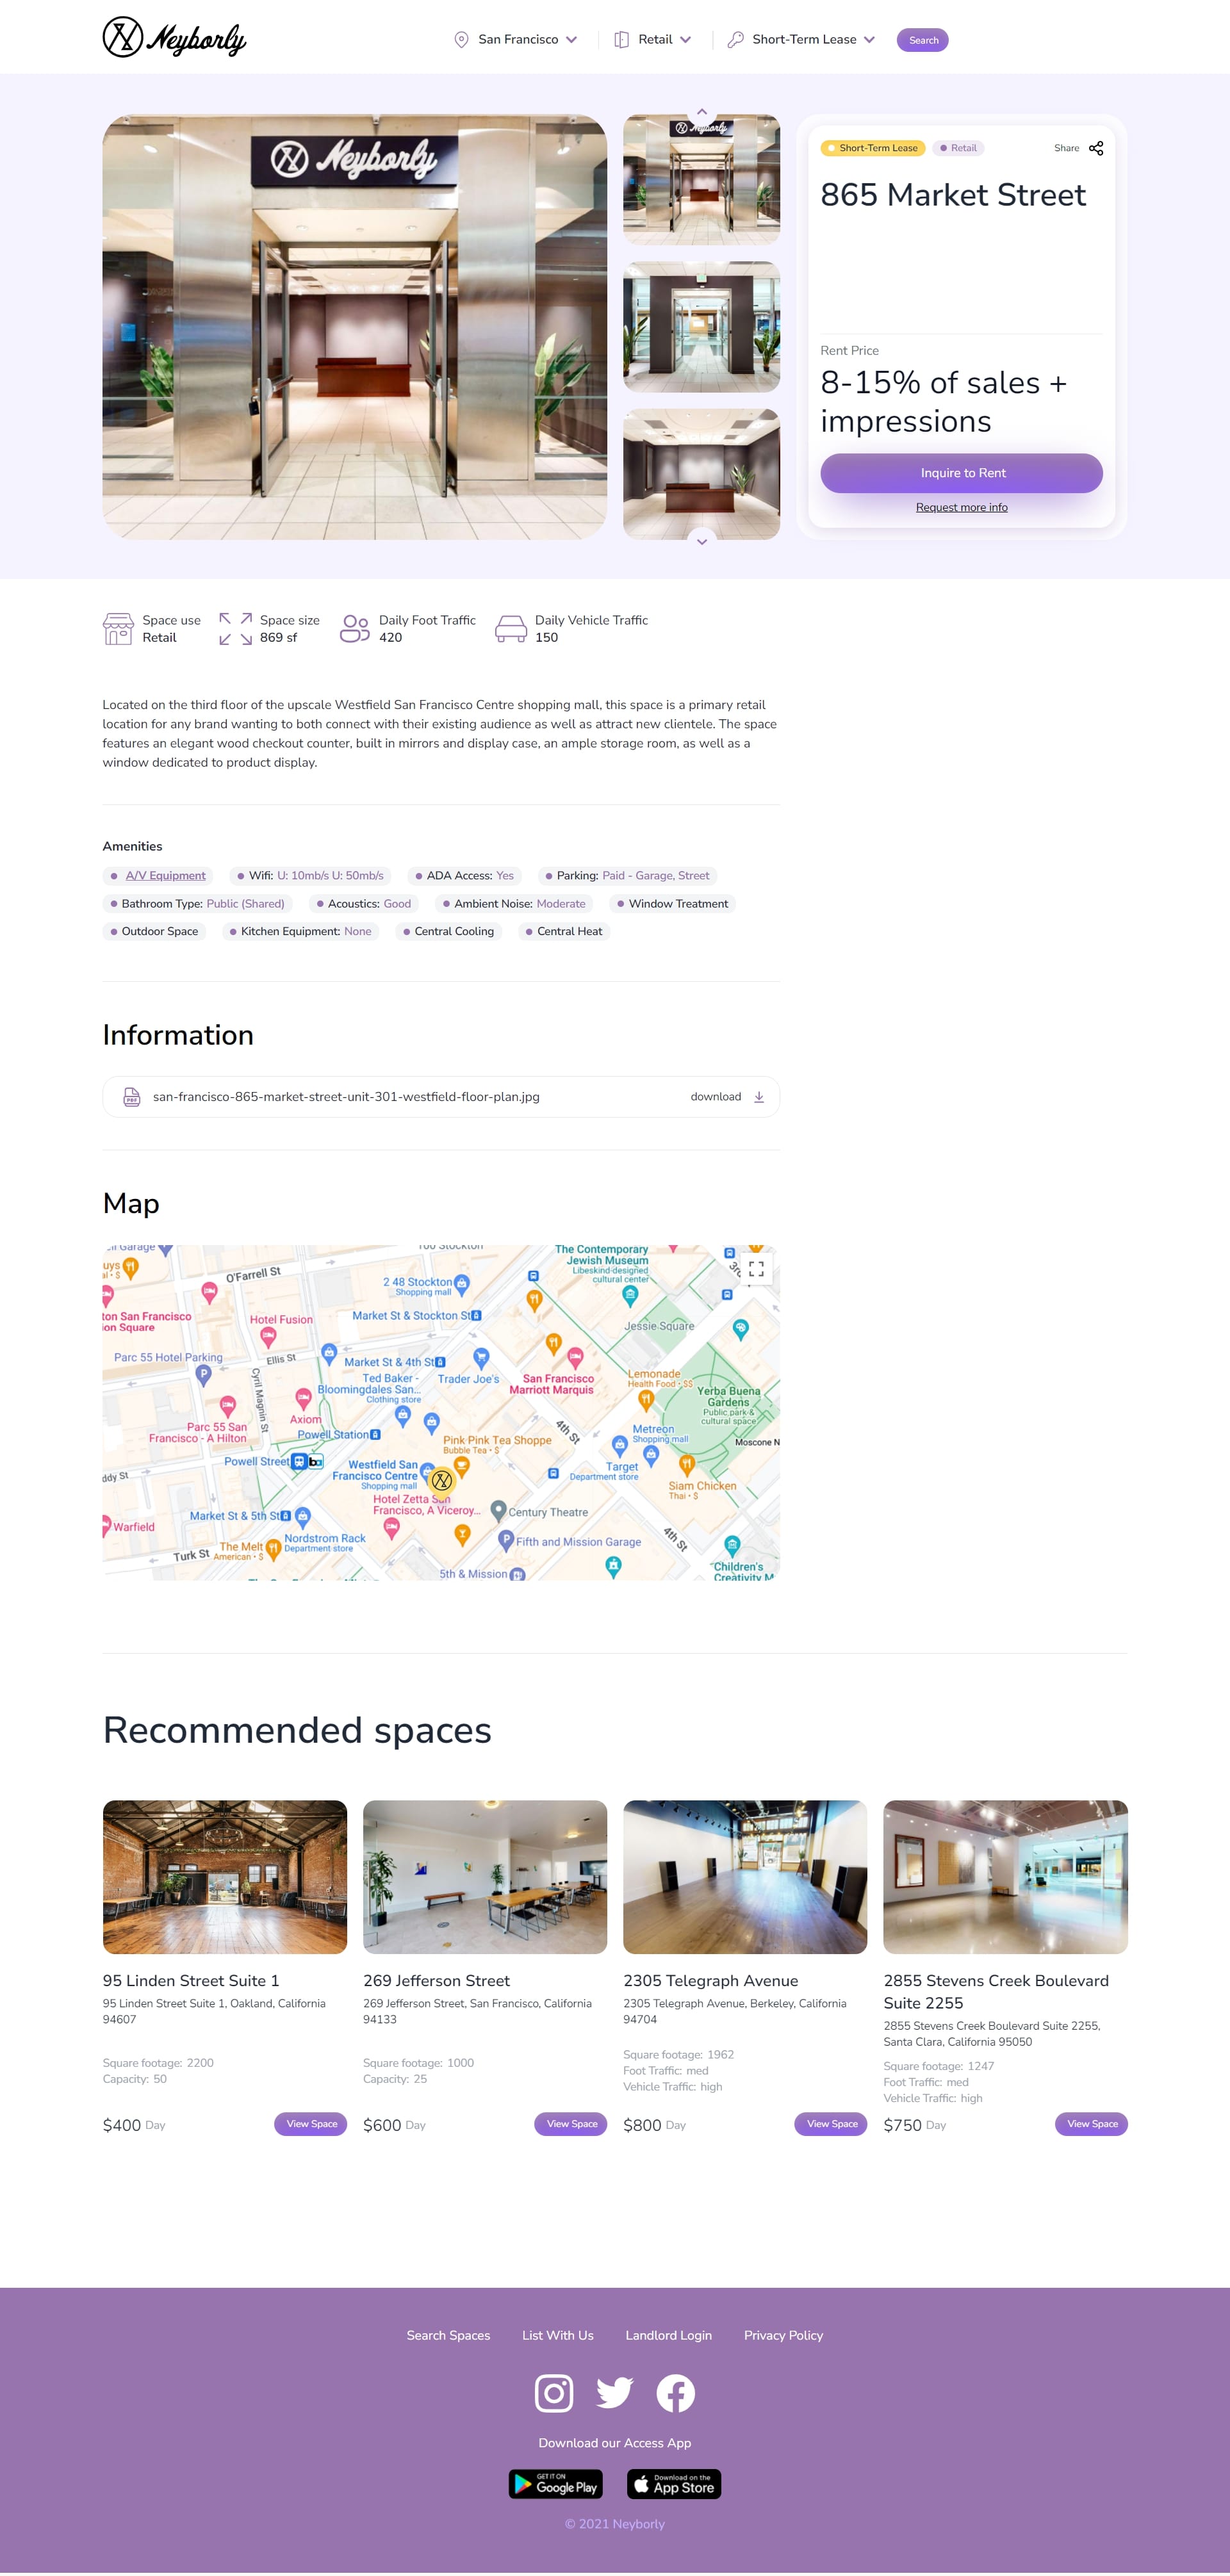 Neyborly
San Francisco
Retail
Short-Term Lease
Search
Neyborly
Neyborly
Short-Term Lease
Retail
Share
865 Market Street
Rent Price
8-15% of sales +
impressions
Inquire to Rent
Request more info
Space use
Retail
Space size
869 sf
Daily Foot Traffic
420
Daily Vehicle Traffic
150
Located on the third floor of the upscale Westfield San Francisco Centre shopping mall, this space is a primary retail
location for any brand wanting to both connect with their existing audience as well as attract new clientele. The space
features an elegant wood checkout counter, built in mirrors and display case, an ample storage room, as well as a
window dedicated to product display.
Amenities
A/V Equipment
Wifi: U: 10mb/s U: 50mb/s
ADA Access: Yes
Parking: Paid - Garage, Street
Bathroom Type: Public (Shared)
Acoustics: Good
Ambient Noise: Moderate
Window Treatment
Outdoor Space
Kitchen Equipment: None
Central Cooling
Central Heat
Information
PDF
san-francisco-865-market-street-unit-301-westfield-floor-plan.jpg
download
Map
Garage
100 Stockton
The Contemporary
Jewish Museum
Libeskind-designed
cultural center
O'Farrell St
2 48 Stockton
Shopping mall
ton San Francisco
ion Square
Hotel Fusion
Market St & Stockton St
Jessie Square
Parc 55 Hotel Parking
Ellis St
Market St & 4th St
Ted Baker -
Bloomingdales San...
Clothing store
Trader Joe's
San Francisco
Marriott Marquis
Lemonade
Health Food • $$
Yerba Buena
Gardens
Public park &
cultural space
Cyril Magnin St
Axiom
Parc 55 San
Francisco - A Hilton
Powell Station
4th St
Metreon
Shopping mall
Moscone N
Pink Pink Tea Shoppe
Bubble Tea • $
Powell Street
ba
Westfield San
Francisco Centre
Shopping mall
Target
Department store
Siam Chicken
Thai • $
ddy St
Hotel Zetta San
Francisco, A Viceroy...
Century Theatre
Market St & 5th St
Warfield
Nordstrom Rack
Department store
Fifth and Mission Garage
4th St
The Melt
American • $
Turk St
5th & Mission
Children's
Creativity M
Recommended spaces
95 Linden Street Suite 1
95 Linden Street Suite 1, Oakland, California
94607
Square footage: 2200
Capacity: 50
$400 Day
View Space
269 Jefferson Street
269 Jefferson Street, San Francisco, California
94133
Square footage: 1000
Capacity: 25
$600 Day
View Space
2305 Telegraph Avenue
2305 Telegraph Avenue, Berkeley, California
94704
Square footage: 1962
Foot Traffic: med
Vehicle Traffic: high
$800 Day
View Space
2855 Stevens Creek Boulevard
Suite 2255
2855 Stevens Creek Boulevard Suite 2255,
Santa Clara, California 95050
Square footage: 1247
Foot Traffic: med
Vehicle Traffic: high
$750 Day
View Space
Search Spaces
List With Us
Landlord Login
Privacy Policy
Download our Access App
GET IT ON
Google Play
Download on the
App Store
© 2021 Neyborly